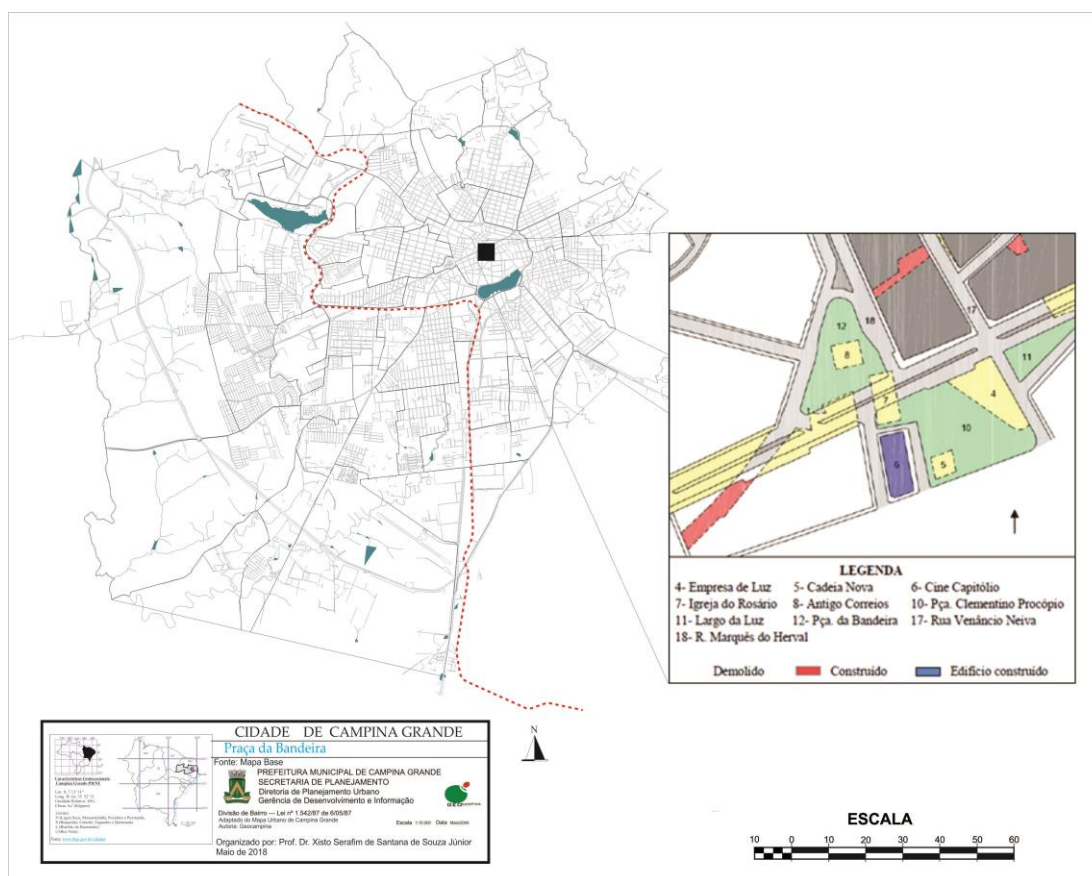 12
18
17
8
11
7
4
10
6
5
LEGENDA
4- Empresa de Luz 5- Cadeia Nova 6- Cine Capitólio
7- Igreja do Rosário 8- Antigo Correios 10- Pça. Clementino Procópio
11- Largo da Luz 12- Pça. da Bandeira 17- Rua Venâncio Neiva
18- R. Marquês do Herval
Demolido Construído Edifício construído
N
CIDADE DE CAMPINA GRANDE
Praça da Bandeira
Fonte: Mapa Base
PREFEITURA MUNICIPAL DE CAMPINA GRANDE
SECRETARIA DE PLANEJAMENTO
Diretoria de Planejamento Urbano
Gerência de Desenvolvimento e Informação
Divisão de Bairro — Lei nº 1.542/87 de 6/05/87
Adaptado do Mapa Urbano de Campina Grande
Autoria: Geocampina
Escala Data:
Organizado por: Prof. Dr. Xisto Serafim de Santana de Souza Júnior
Maio de 2018
ESCALA
10 0 10 20 30 40 50 60